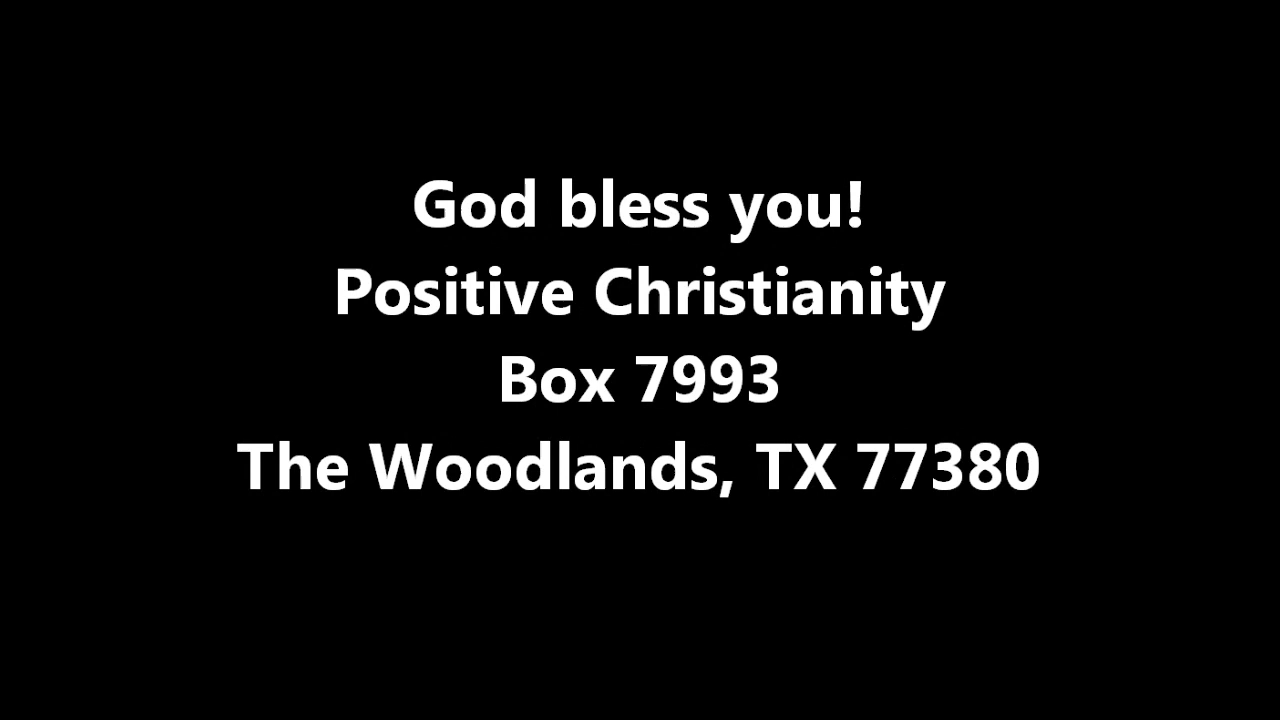 God bless you!
Positive Christianity
Box 7993
The Woodlands, TX 77380